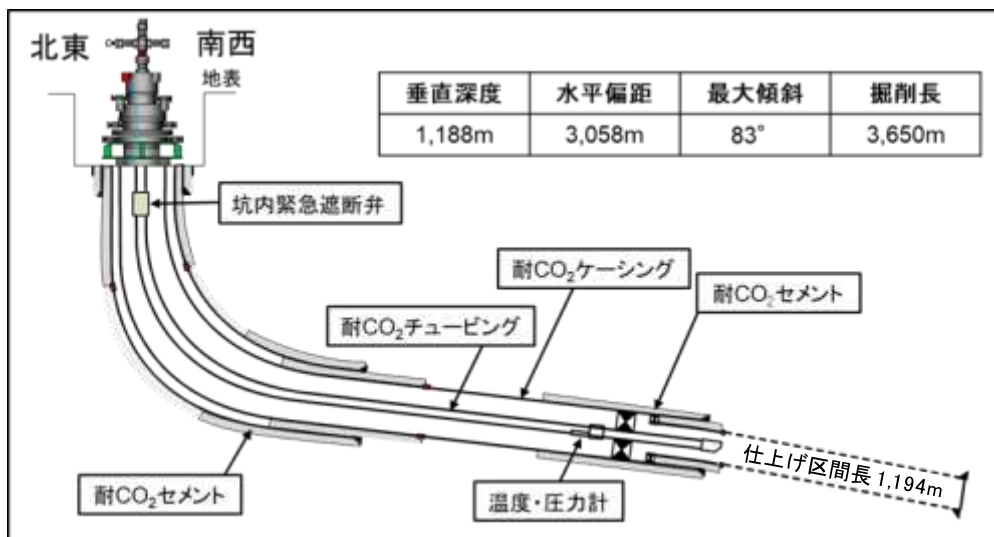 北東
南西
地表
垂直深度 水平偏距 最大傾斜 掘削長
1,188m 3,058m 83° 3,650m
坑内緊急遮断弁
耐CO₂ケーシング
耐CO₂セメント
耐CO₂チュービング
仕上げ区間長 1,194m
耐CO₂セメント
温度・圧力計